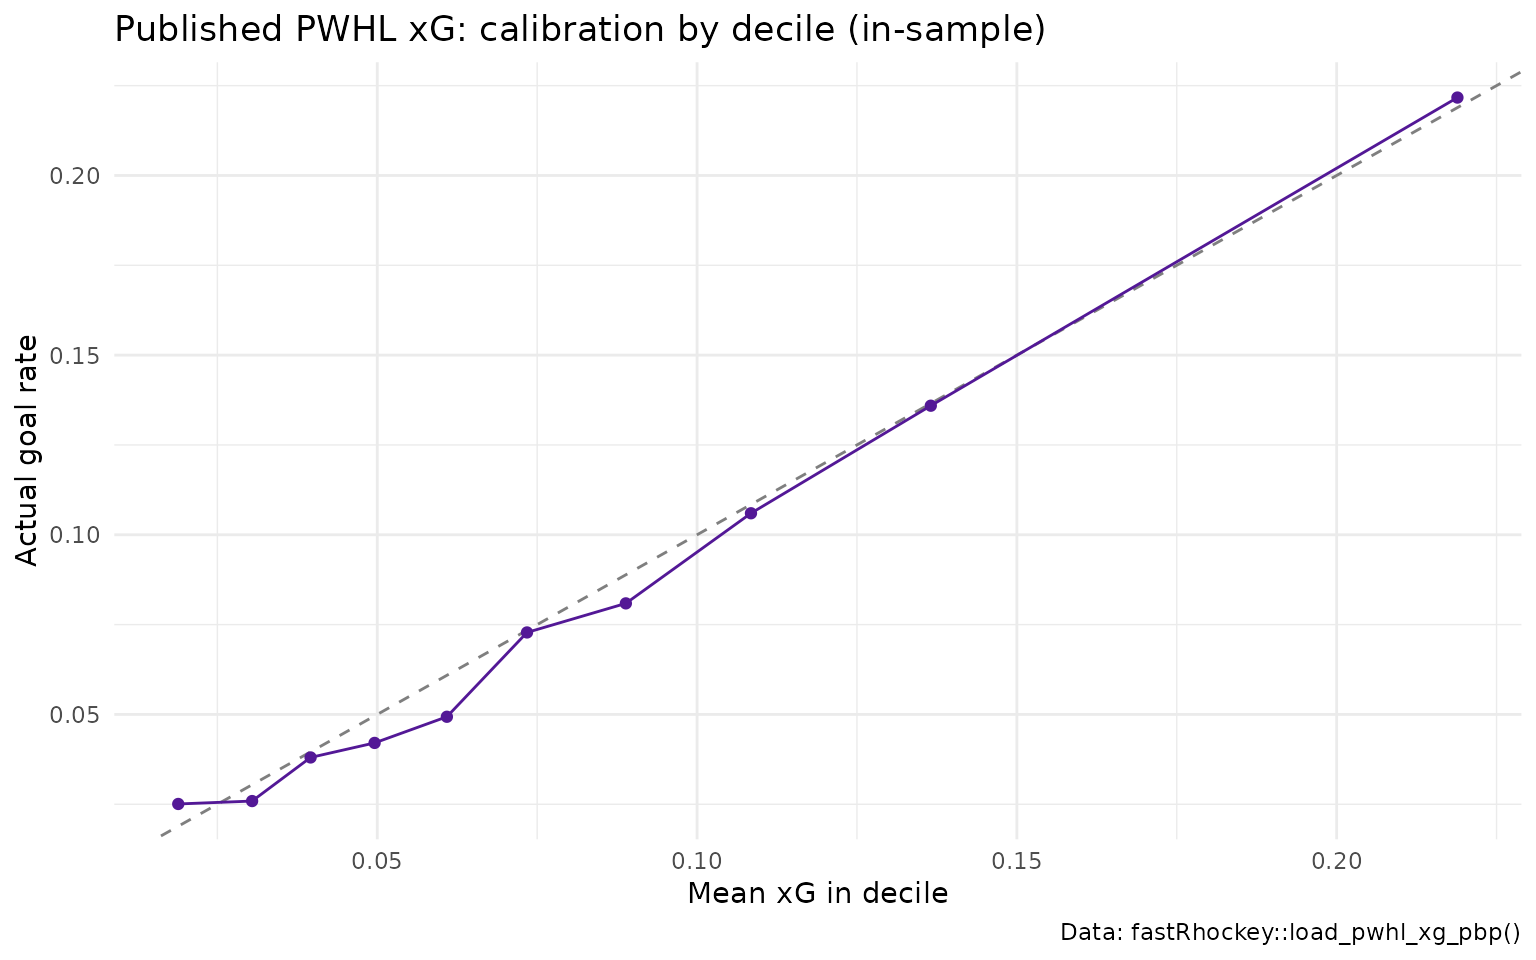 Published PWHL xG: calibration by decile (in-sample)
Actual goal rate
0.20
0.15
0.10
0.05
0.05 0.10 0.15 0.20
Mean xG in decile
Data: fastRhockey::load_pwhl_xg_pbp()